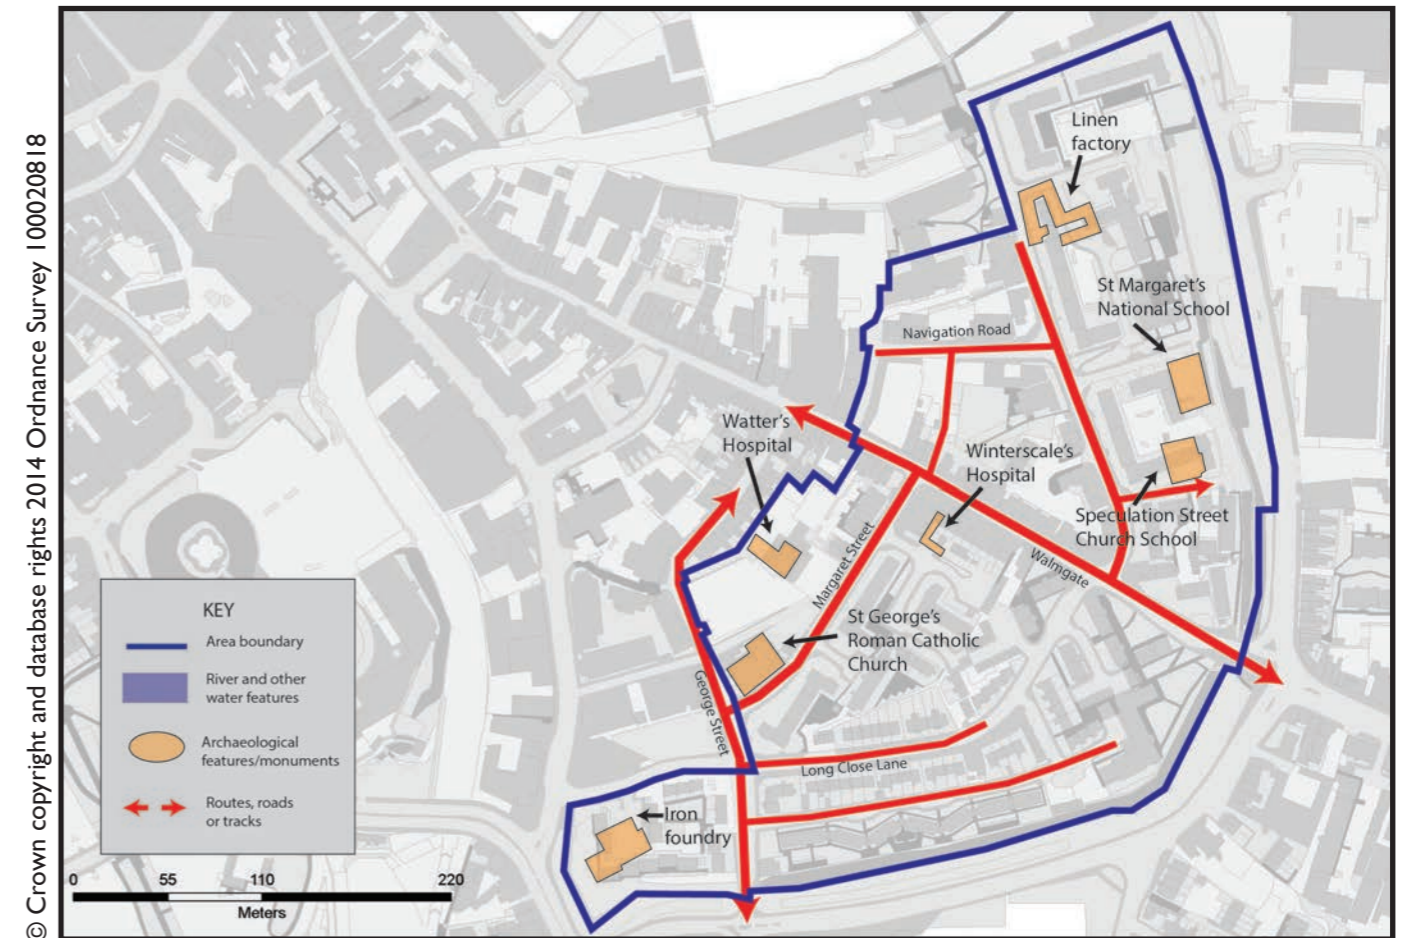 © Crown copyright and database rights 2014 Ordnance Survey 100020818
Linen
factory
St Margaret's
National School
Navigation Road
Watter's
Hospital
Winterscale's
Hospital
Speculation Street
Church School
Margaret Street
Walmgate
St George's
Roman Catholic
Church
George Street
Long Close Lane
Iron
foundry
KEY
Area boundary
River and other
water features
Archaeological
features/monuments
Routes, roads
or tracks
0 55 110 220
Meters